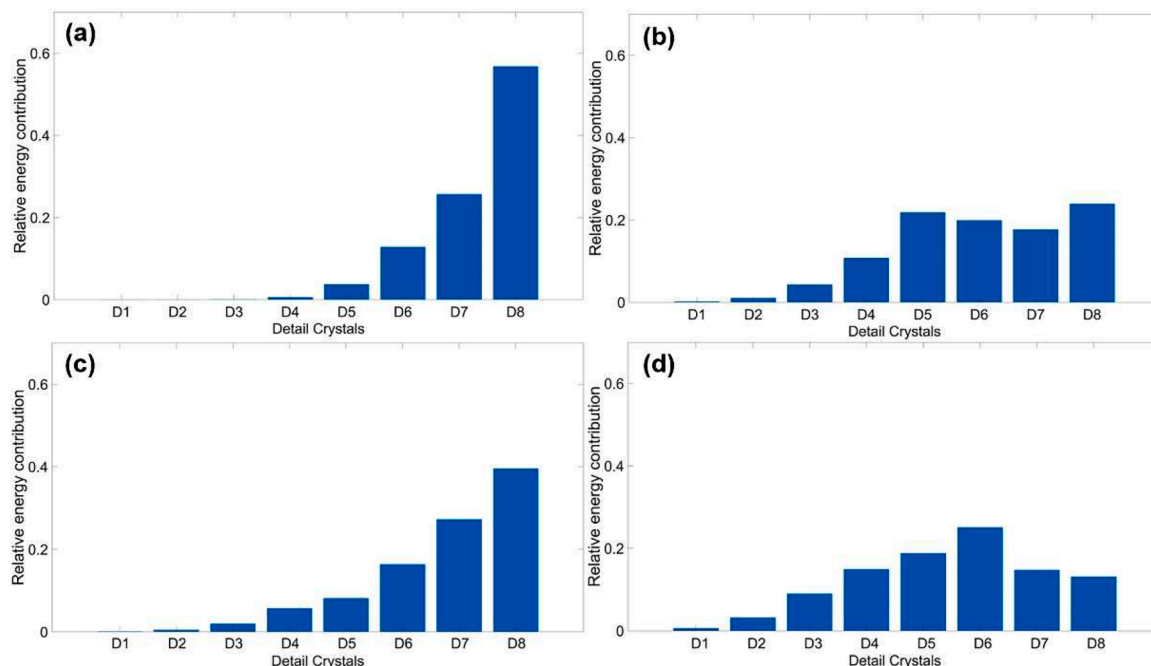 (a)
Relative energy contribution
0.6
0.4
0.2
0
D1 D2 D3 D4 D5 D6 D7 D8
Detail Crystals
(b)
Relative energy contribution
0.6
0.4
0.2
0
D1 D2 D3 D4 D5 D6 D7 D8
Detail Crystals
(c)
Relative energy contribution
0.6
0.4
0.2
0
D1 D2 D3 D4 D5 D6 D7 D8
Detail Crystals
(d)
Relative energy contribution
0.6
0.4
0.2
0
D1 D2 D3 D4 D5 D6 D7 D8
Detail Crystals